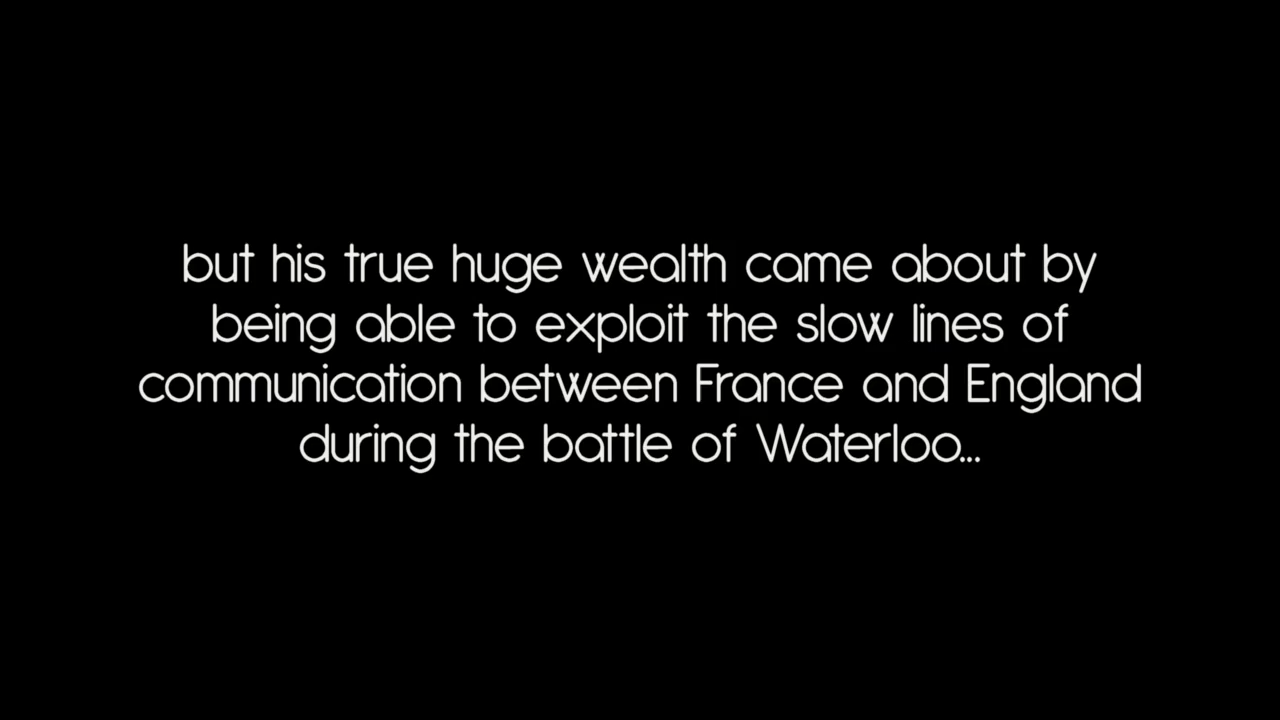 but his true huge wealth came about by
being able to exploit the slow lines of
communication between France and England
during the battle of Waterloo...